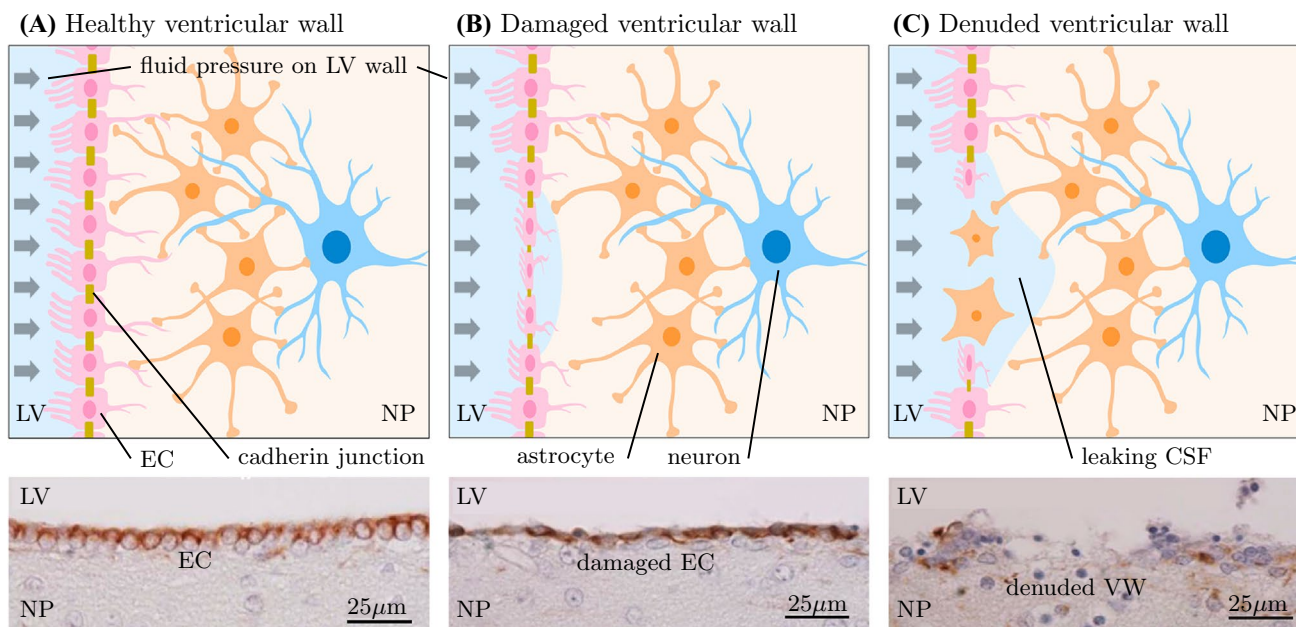 (A) Healthy ventricular wall
(B) Damaged ventricular wall
(C) Denuded ventricular wall
fluid pressure on LV wall
LV
NP
LV
NP
LV
NP
EC
cadherin junction
astrocyte
neuron
leaking CSF
LV
EC
NP
25μm
LV
damaged EC
NP
25μm
LV
denuded VW
NP
25μm